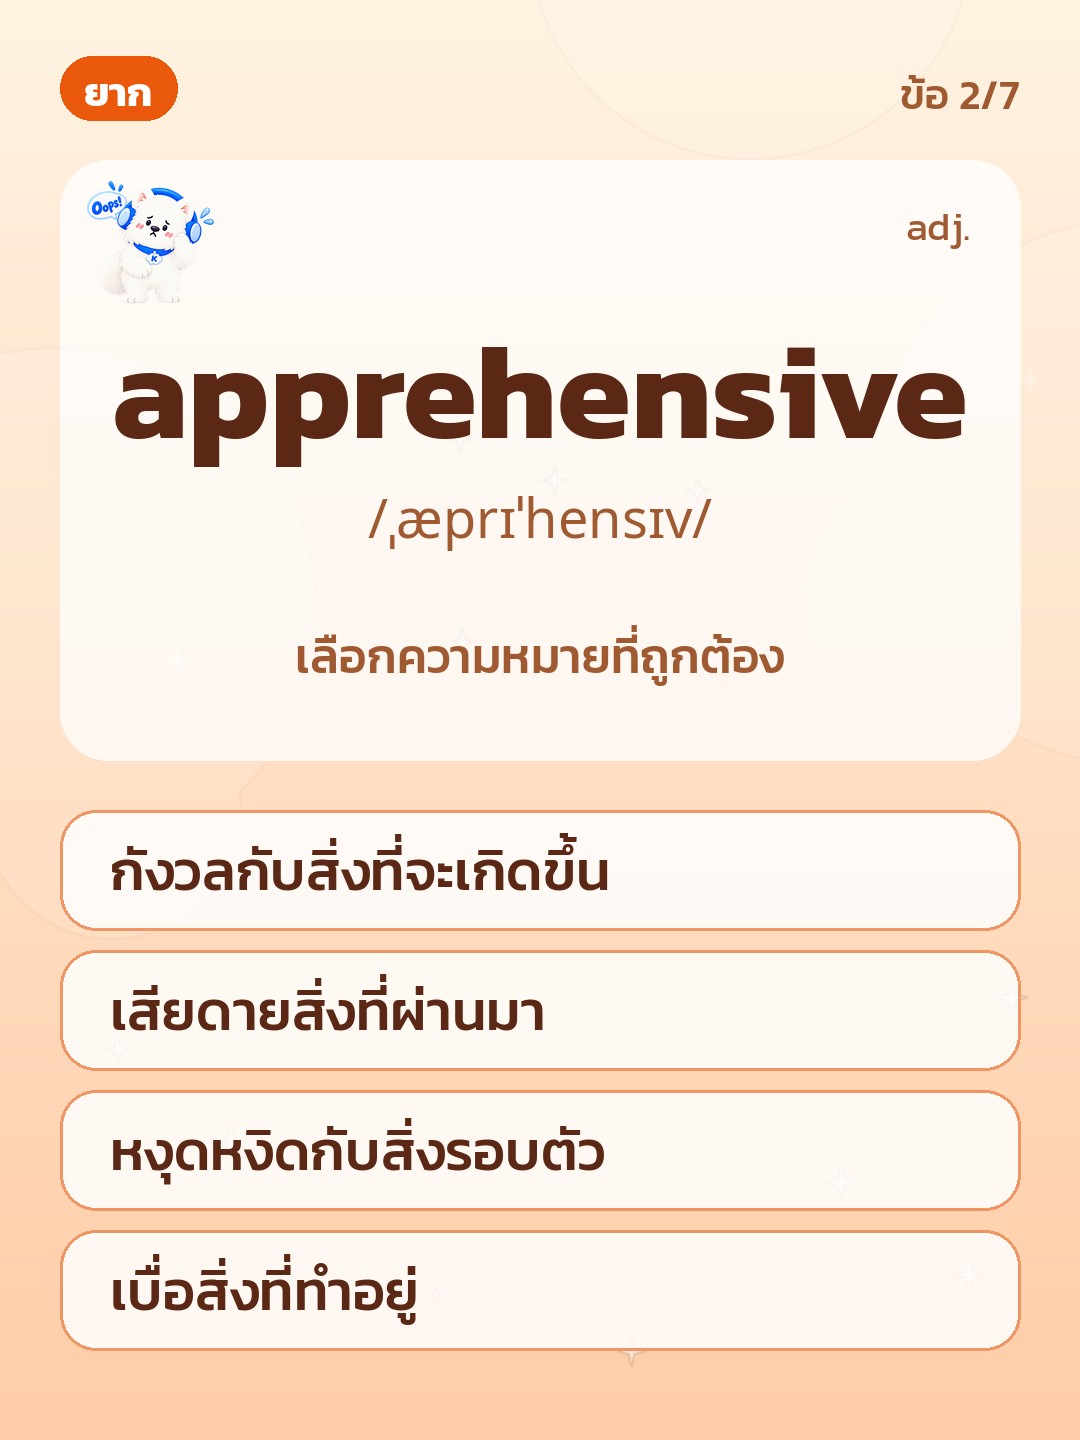 ยาก
ข้อ 2/7
Oops!
adj.
K
apprehensive
/ˌæprɪˈhensɪv/
เลือกความหมายที่ถูกต้อง
กังวลกับสิ่งที่จะเกิดขึ้น
เสียดายสิ่งที่ผ่านมา
หงุดหงิดกับสิ่งรอบตัว
เบื่อสิ่งที่ทำอยู่